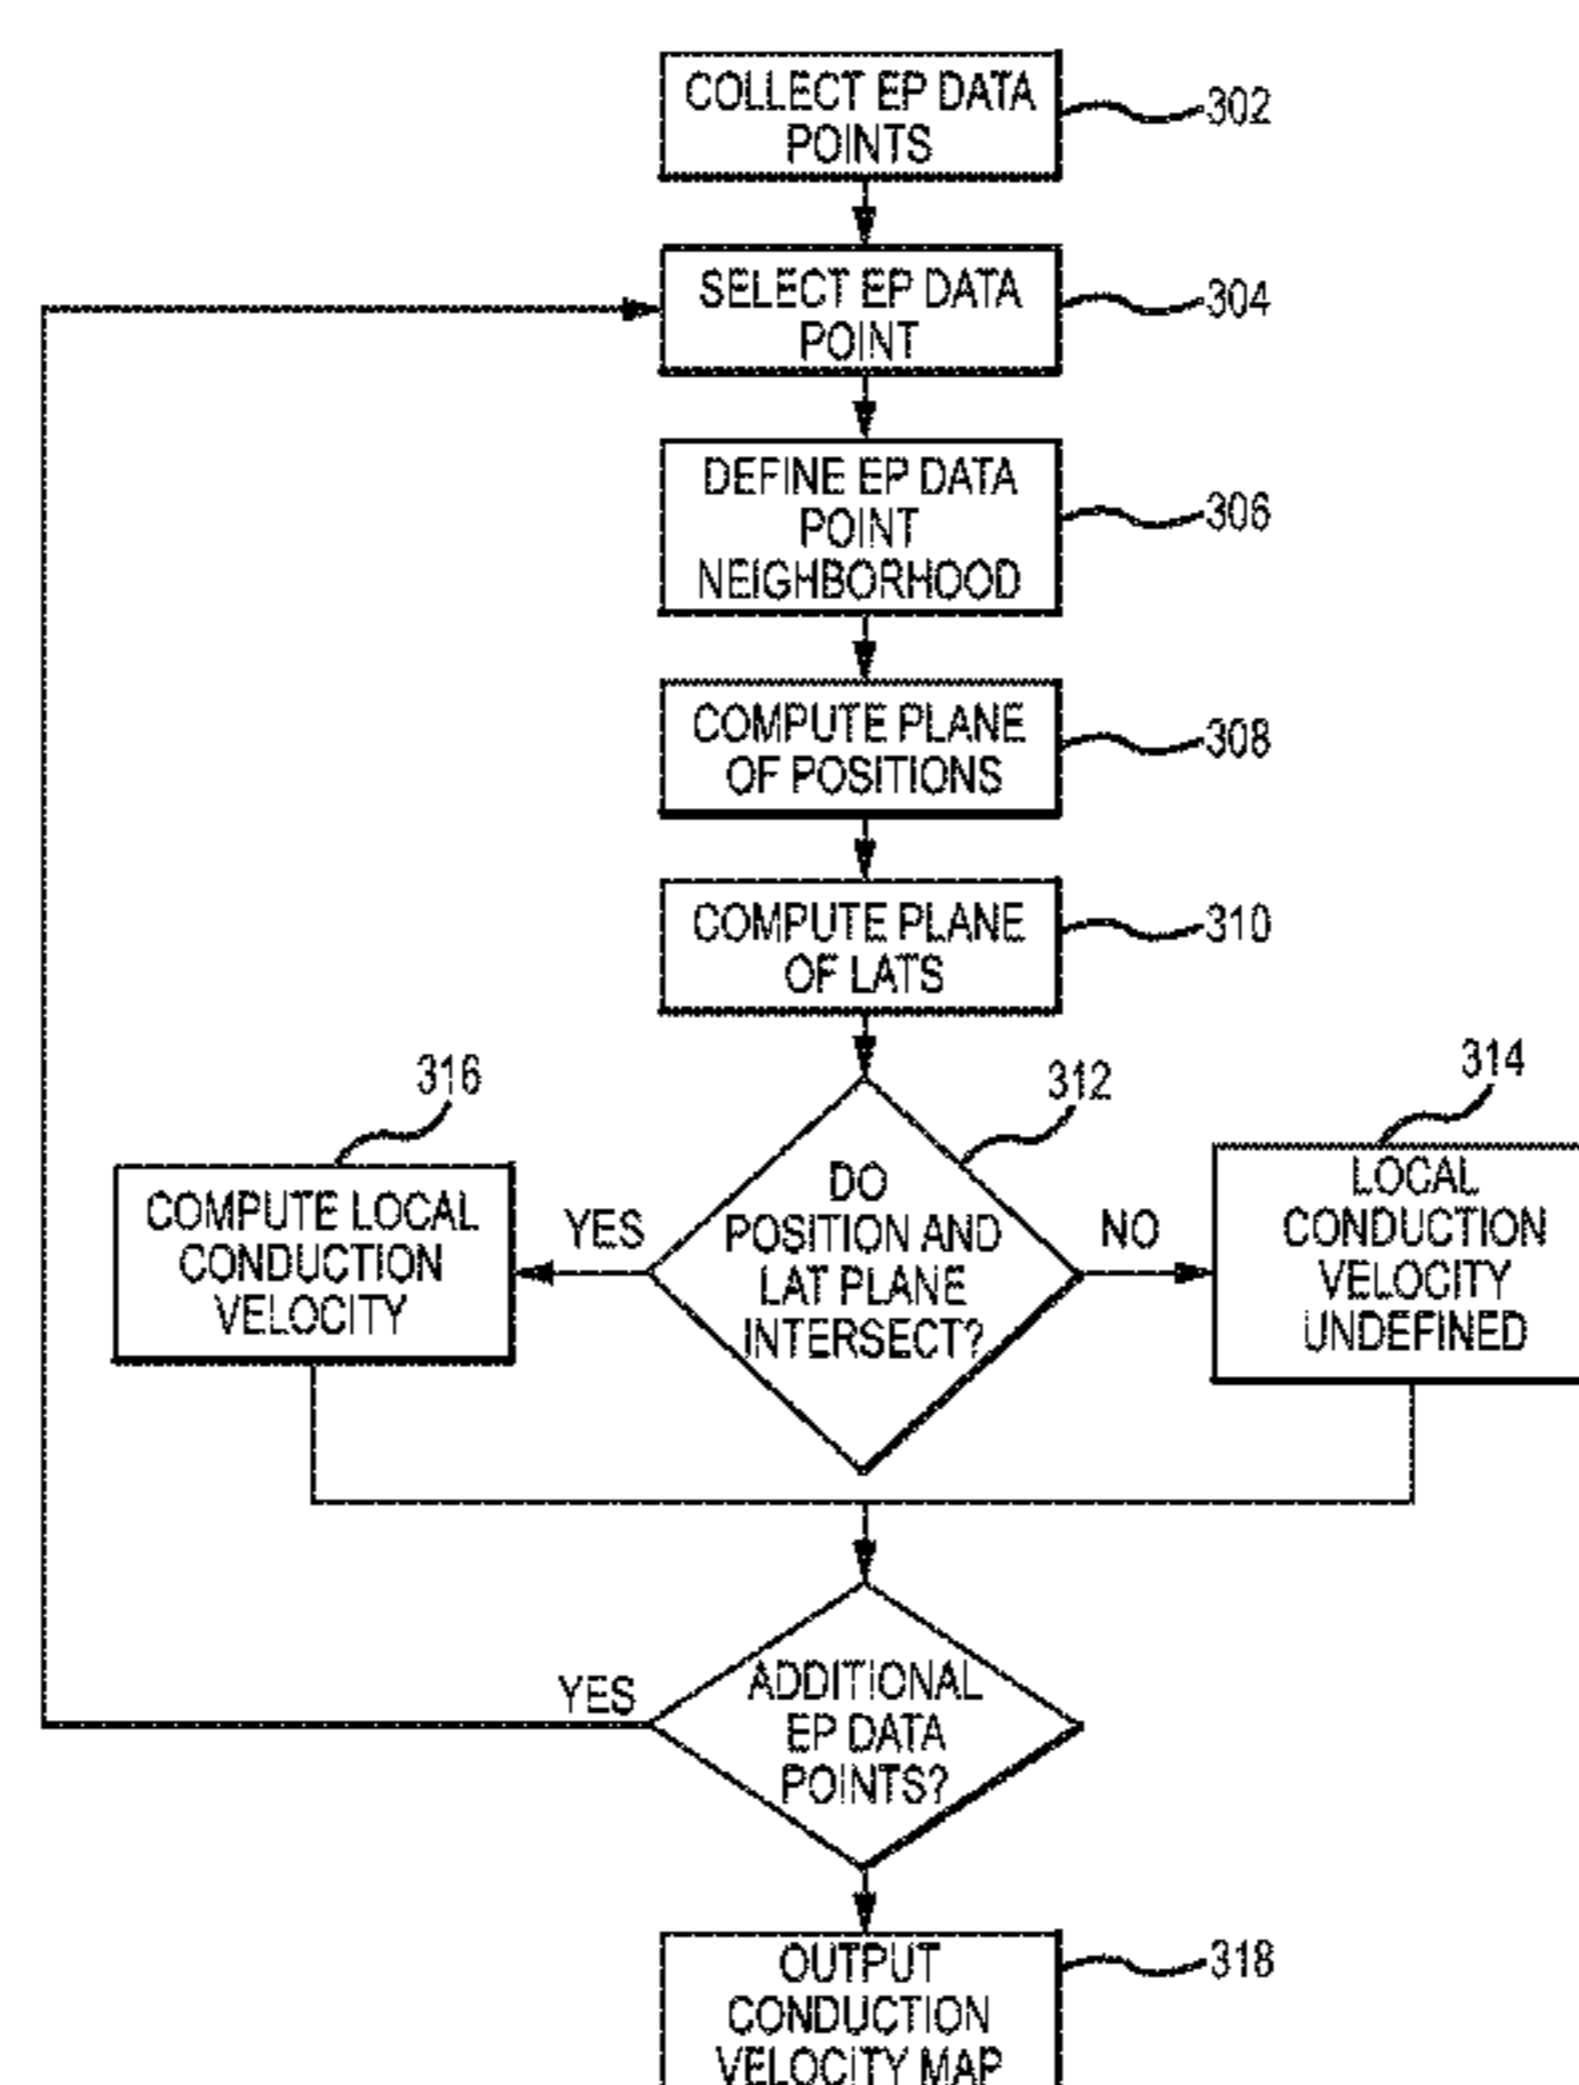 COLLECT EP DATA
POINTS
302
SELECT EP DATA
POINT
304
DEFINE EP DATA
POINT
NEIGHBORHOOD
306
COMPUTE PLANE
OF POSITIONS
308
COMPUTE PLANE
OF LATS
310
316
312
314
COMPUTE LOCAL
CONDUCTION
VELOCITY
YES
DO
POSITION AND
LAT PLANE
INTERSECT?
NO
LOCAL
CONDUCTION
VELOCITY
UNDEFINED
YES
ADDITIONAL
EP DATA
POINTS?
OUTPUT
CONDUCTION
VELOCITY MAP
318